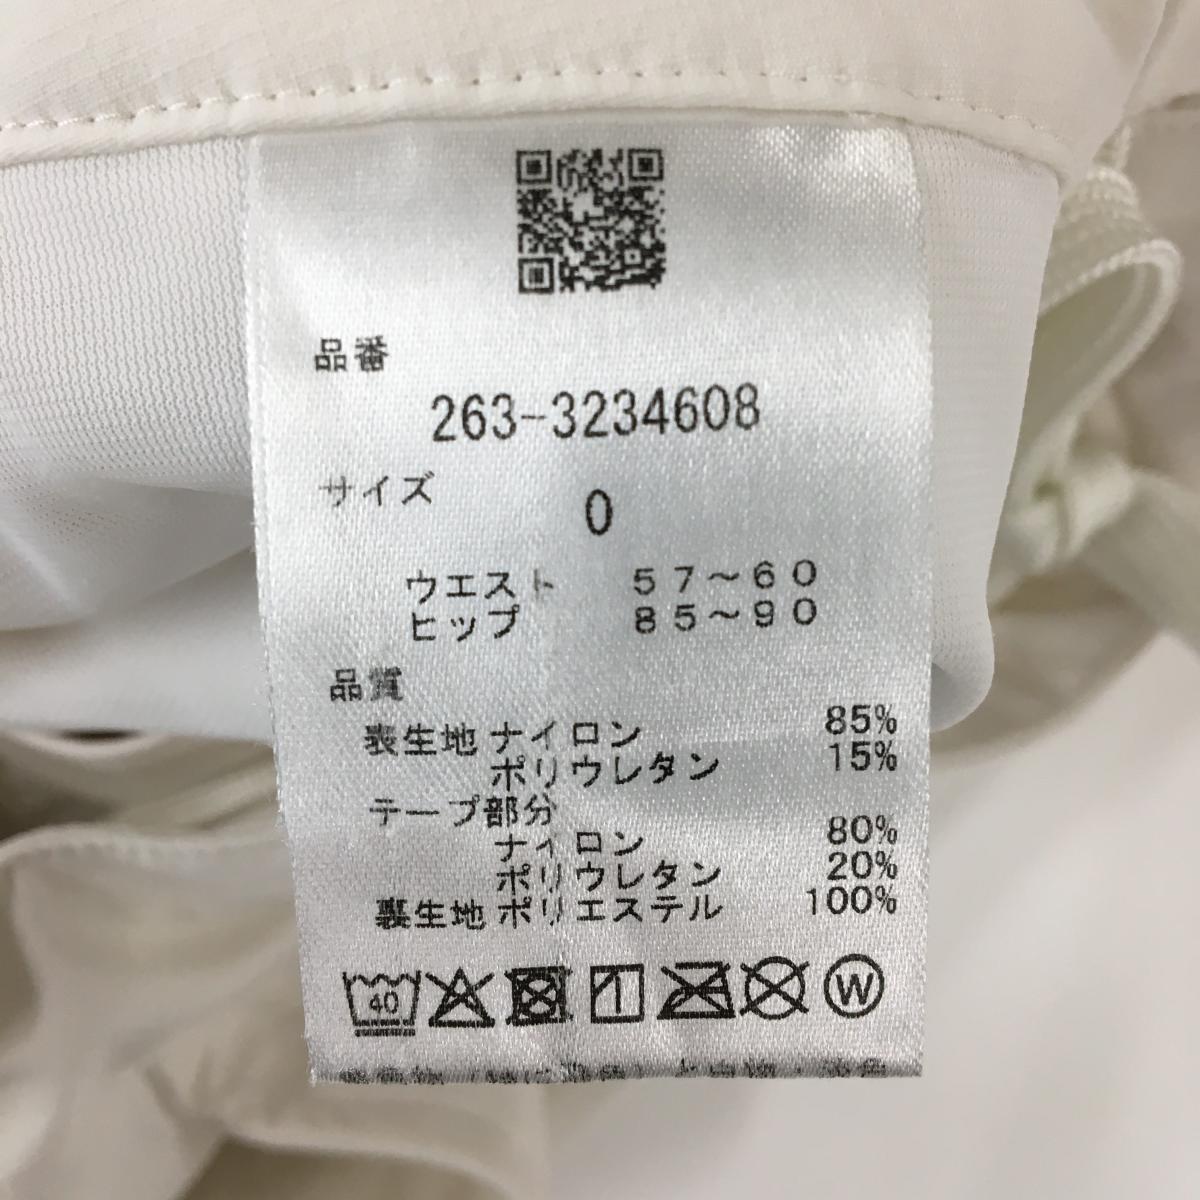 品番
263-3234608
サイズ
0
ウエスト 57～60
ヒップ 85～90
品質
表生地 ナイロン 85%
ポリウレタン 15%
テープ部分
ナイロン 80%
ポリウレタン 20%
裏生地 ポリエステル 100%
40 W